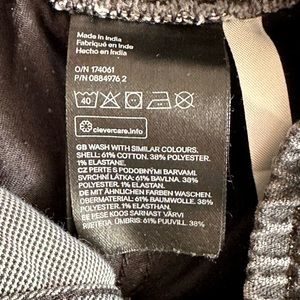 Made in India
Fabriqué en Inde
Hecho en India
O/N 174061
P/N 0884976 2
40
clevercare.info
GB WASH WITH SIMILAR COLOURS.
SHELL: 61% COTTON. 38% POLYESTER.
1% ELASTANE.
CZ PERTE S PODOBNÝMI BARVAMI.
SVRCHNÍ LÁTKA: 61% BAVLNA. 38%
POLYESTER. 1% ELASTAN.
DE MIT ÄHNLICHEN FARBEN WASCHEN.
OBERMATERIAL: 61% BAUMWOLLE. 38%
POLYESTER. 1% ELASTHAN.
EE PESE KOOS SARNAST VÄRVI
RIIETEGA. ÜMBRIS: 61% PUUVILL. 38%